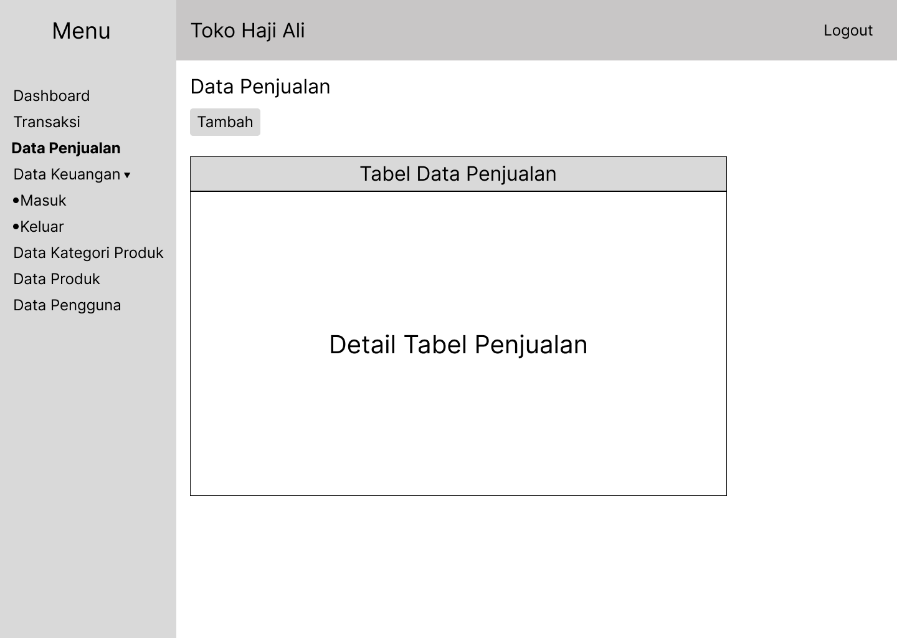 Menu
Toko Haji Ali
Logout
Dashboard
Transaksi
Data Penjualan
Data Keuangan ▾
•Masuk
•Keluar
Data Kategori Produk
Data Produk
Data Pengguna
Data Penjualan
Tambah
Tabel Data Penjualan
Detail Tabel Penjualan